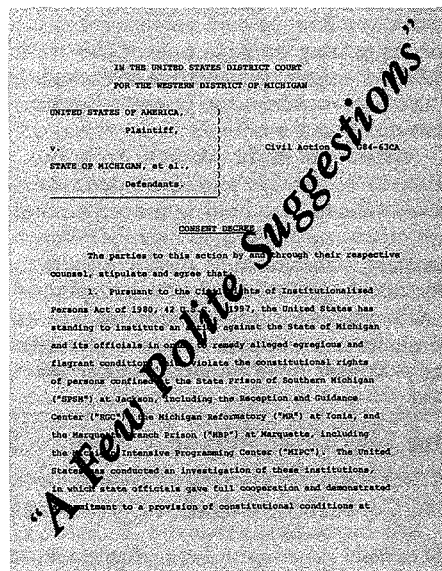 IN THE UNITED STATES DISTRICT COURT
FOR THE WESTERN DISTRICT OF MICHIGAN
UNITED STATES OF AMERICA, )
Plaintiff, )
v. ) Civil Action G84-63CA
STATE OF MICHIGAN, et al., )
Defendants. )
CONSENT DECREE
The parties to this action by and through their respective
counsel, stipulate and agree that
1. Pursuant to the Civil Rights of Institutionalized
Persons Act of 1980, 42 U.S.C. 1997, the United States has
standing to institute an action against the State of Michigan
and its officials in order remedy alleged egregious and
flagrant conditions violate the constitutional rights
of persons confined the State Prison of Southern Michigan
("SPSM") at Jackson, including the Reception and Guidance
Center ("RGC") the Michigan Reformatory ("MR") at Ionia, and
the Marquette Branch Prison ("MBP") at Marquette, including
the Intensive Programming Center ("MIPC"). The United
States has conducted an investigation of these institutions,
in which state officials gave full cooperation and demonstrated
commitment to a provision of constitutional conditions at
"A Few Polite Suggestions"